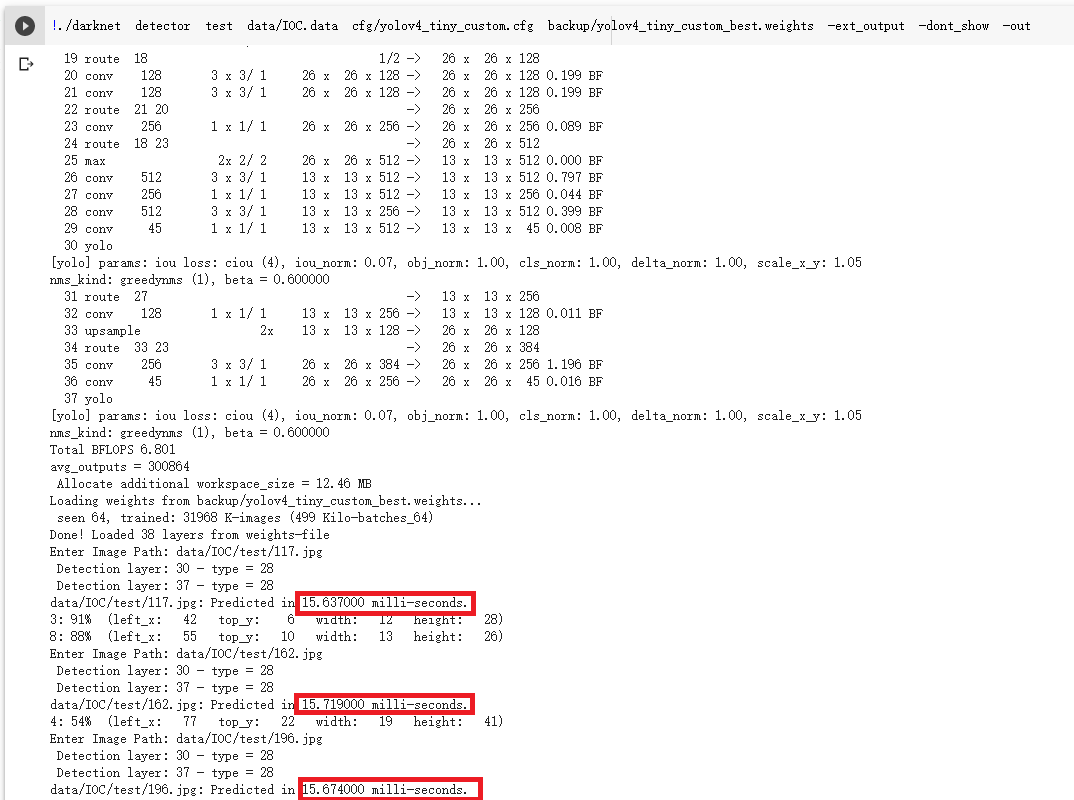 !./darknet detector test data/IOC.data cfg/yolov4_tiny_custom.cfg backup/yolov4_tiny_custom_best.weights -ext_output -dont_show -out
19 route 18 1/2 -> 26 x 26 x 128
20 conv 128 3 x 3/ 1 26 x 26 x 128 -> 26 x 26 x 128 0.199 BF
21 conv 128 3 x 3/ 1 26 x 26 x 128 -> 26 x 26 x 128 0.199 BF
22 route 21 20 -> 26 x 26 x 256
23 conv 256 1 x 1/ 1 26 x 26 x 256 -> 26 x 26 x 256 0.089 BF
24 route 18 23 -> 26 x 26 x 512
25 max 2x 2/ 2 26 x 26 x 512 -> 13 x 13 x 512 0.000 BF
26 conv 512 3 x 3/ 1 13 x 13 x 512 -> 13 x 13 x 512 0.797 BF
27 conv 256 1 x 1/ 1 13 x 13 x 512 -> 13 x 13 x 256 0.044 BF
28 conv 512 3 x 3/ 1 13 x 13 x 256 -> 13 x 13 x 512 0.399 BF
29 conv 45 1 x 1/ 1 13 x 13 x 512 -> 13 x 13 x 45 0.008 BF
30 yolo
[yolo] params: iou loss: ciou (4), iou_norm: 0.07, obj_norm: 1.00, cls_norm: 1.00, delta_norm: 1.00, scale_x_y: 1.05
nms_kind: greedynms (1), beta = 0.600000
31 route 27 -> 13 x 13 x 256
32 conv 128 1 x 1/ 1 13 x 13 x 256 -> 13 x 13 x 128 0.011 BF
33 upsample 2x 13 x 13 x 128 -> 26 x 26 x 128
34 route 33 23 -> 26 x 26 x 384
35 conv 256 3 x 3/ 1 26 x 26 x 384 -> 26 x 26 x 256 1.196 BF
36 conv 45 1 x 1/ 1 26 x 26 x 256 -> 26 x 26 x 45 0.016 BF
37 yolo
[yolo] params: iou loss: ciou (4), iou_norm: 0.07, obj_norm: 1.00, cls_norm: 1.00, delta_norm: 1.00, scale_x_y: 1.05
nms_kind: greedynms (1), beta = 0.600000
Total BFLOPS 6.801
avg_outputs = 300864
Allocate additional workspace_size = 12.46 MB
Loading weights from backup/yolov4_tiny_custom_best.weights...
seen 64, trained: 31968 K-images (499 Kilo-batches_64)
Done! Loaded 38 layers from weights-file
Enter Image Path: data/IOC/test/117.jpg
Detection layer: 30 - type = 28
Detection layer: 37 - type = 28
data/IOC/test/117.jpg: Predicted in 15.637000 milli-seconds.
3: 91% (left_x: 42 top_y: 6 width: 12 height: 28)
8: 88% (left_x: 55 top_y: 10 width: 13 height: 26)
Enter Image Path: data/IOC/test/162.jpg
Detection layer: 30 - type = 28
Detection layer: 37 - type = 28
data/IOC/test/162.jpg: Predicted in 15.719000 milli-seconds.
4: 54% (left_x: 77 top_y: 22 width: 19 height: 41)
Enter Image Path: data/IOC/test/196.jpg
Detection layer: 30 - type = 28
Detection layer: 37 - type = 28
data/IOC/test/196.jpg: Predicted in 15.674000 milli-seconds.